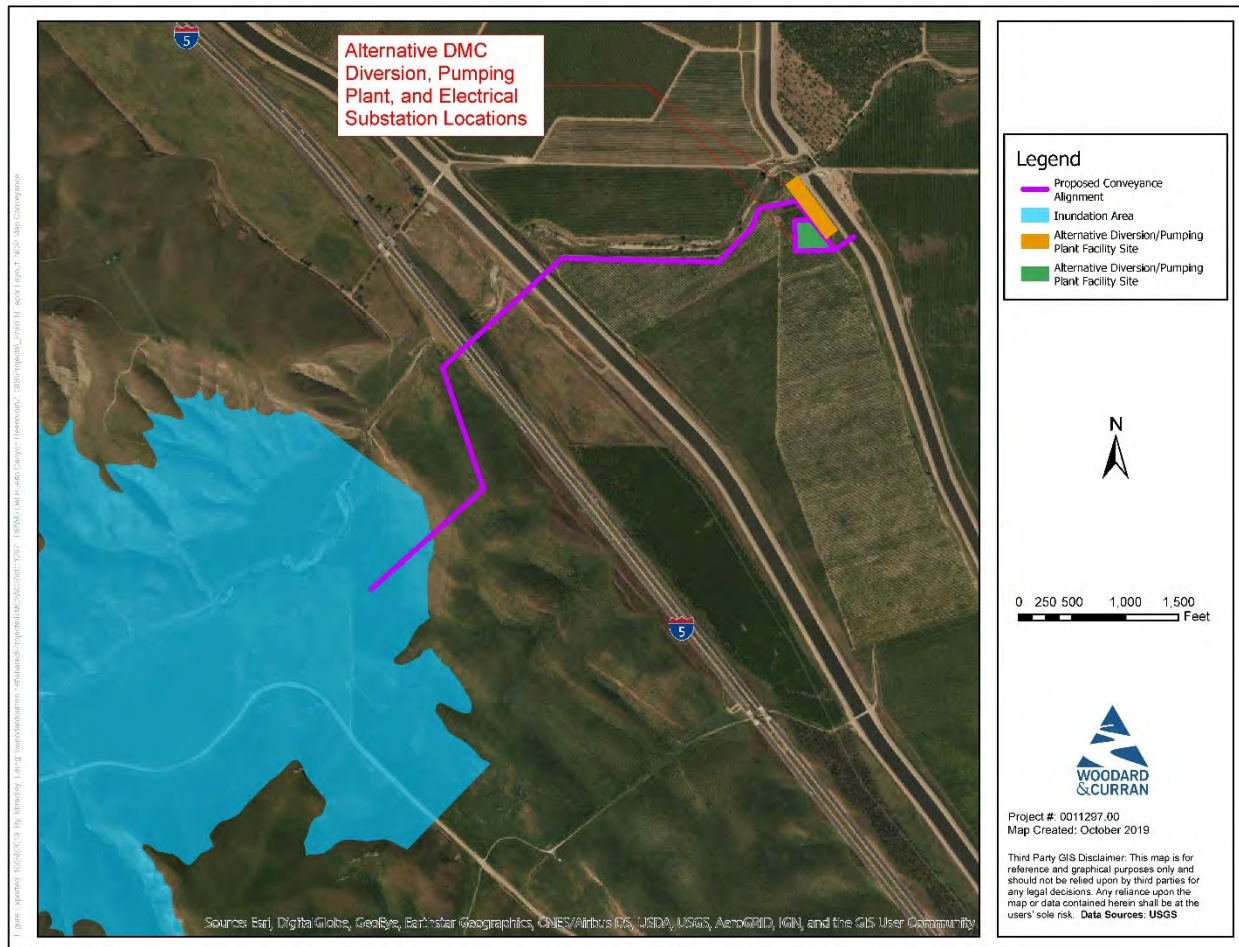 5
Alternative DMC
Diversion, Pumping
Plant, and Electrical
Substation Locations
5
Source: Esri, DigitalGlobe, GeoEye, Earthstar Geographics, CNES/Airbus DS, USDA, USGS, AeroGRID, IGN, and the GIS User Community
Legend
Proposed Conveyance
Alignment
Inundation Area
Alternative Diversion/Pumping
Plant Facility Site
Alternative Diversion/Pumping
Plant Facility Site
N
0 250 500 1,000 1,500
Feet
WOODARD
&CURRAN
Project #: 0011297.00
Map Created: October 2019
Third Party GIS Disclaimer: This map is for
reference and graphical purposes only and
should not be relied upon by third parties for
any legal decisions. Any reliance upon the
map or data contained herein shall be at the
users' sole risk. Data Sources: USGS